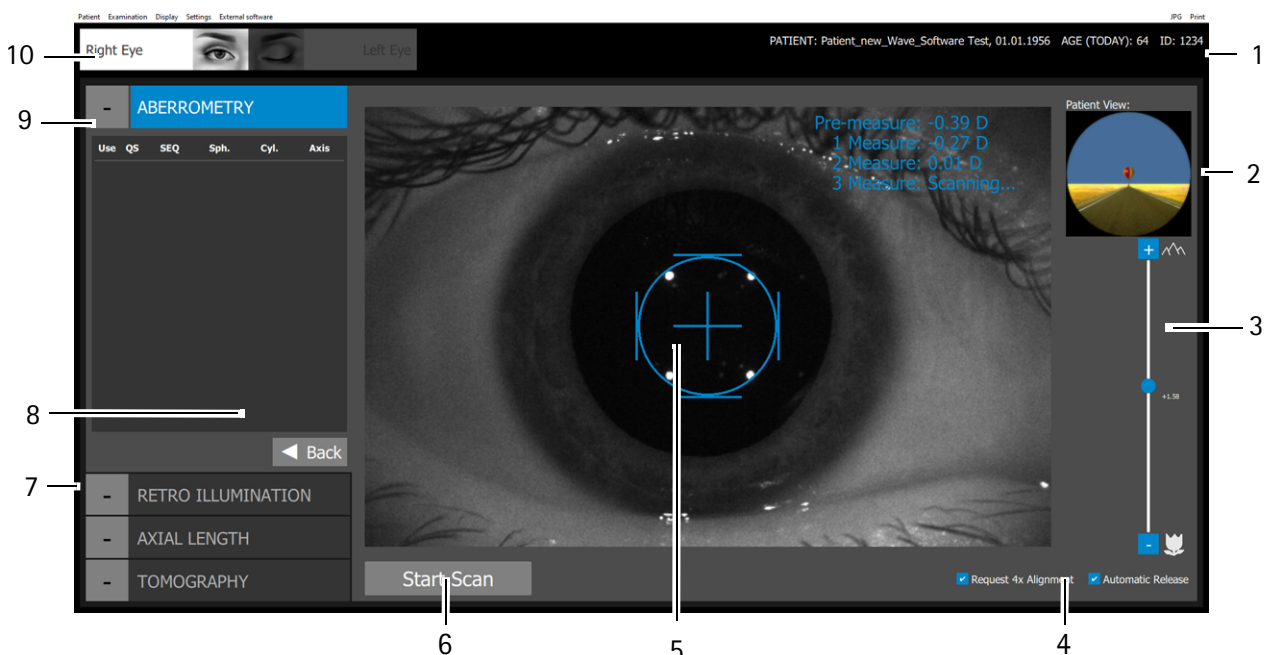 Patient Examination Display Settings External software JPG Print
Right Eye Left Eye PATIENT: Patient_new_Wave_Software Test, 01.01.1956 AGE (TODAY): 64 ID: 1234
10
1
- ABERROMETRY
9
Use QS SEQ Sph. Cyl. Axis
Pre-measure: -0.39 D
1 Measure: -0.27 D
2 Measure: 0.01 D
3 Measure: Scanning...
Patient View:
2
+
3
+1.58
8
Back
7
- RETRO ILLUMINATION
- AXIAL LENGTH
- TOMOGRAPHY
-
Start Scan
Request 4x Alignment Automatic Release
6
5
4